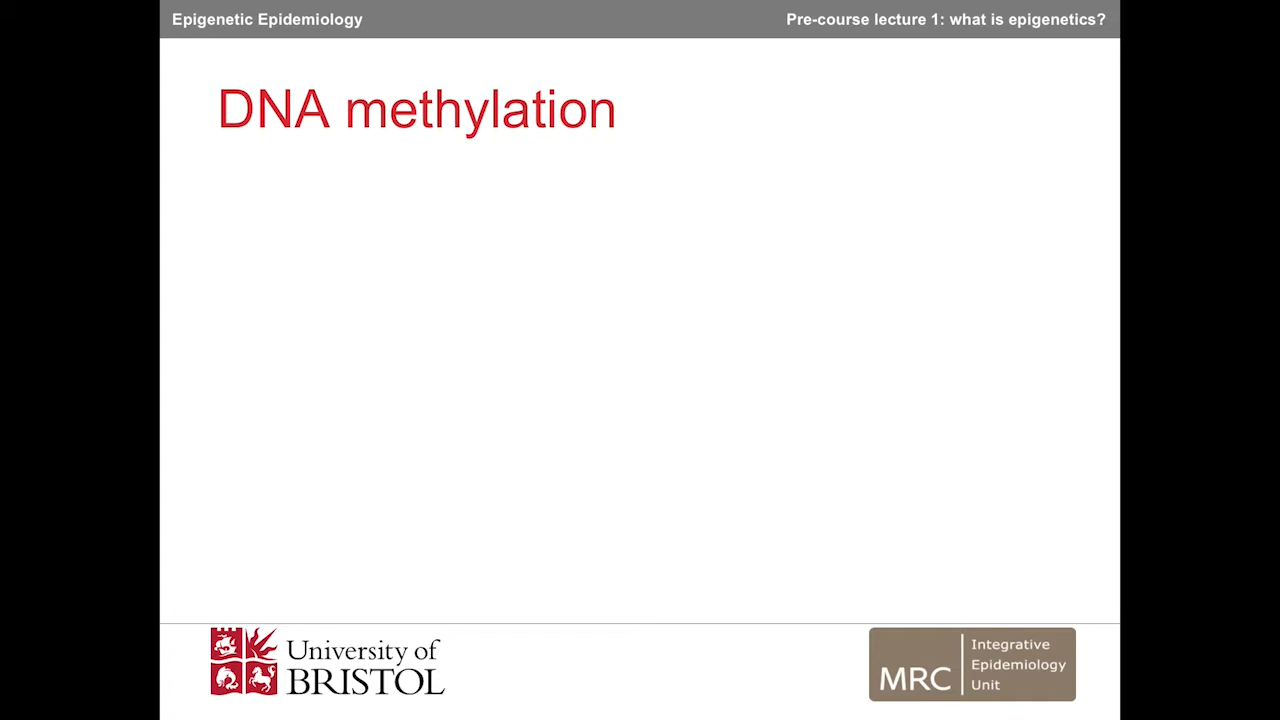 Epigenetic Epidemiology
Pre-course lecture 1: what is epigenetics?
DNA methylation
University of
BRISTOL
MRC
Integrative
Epidemiology
Unit